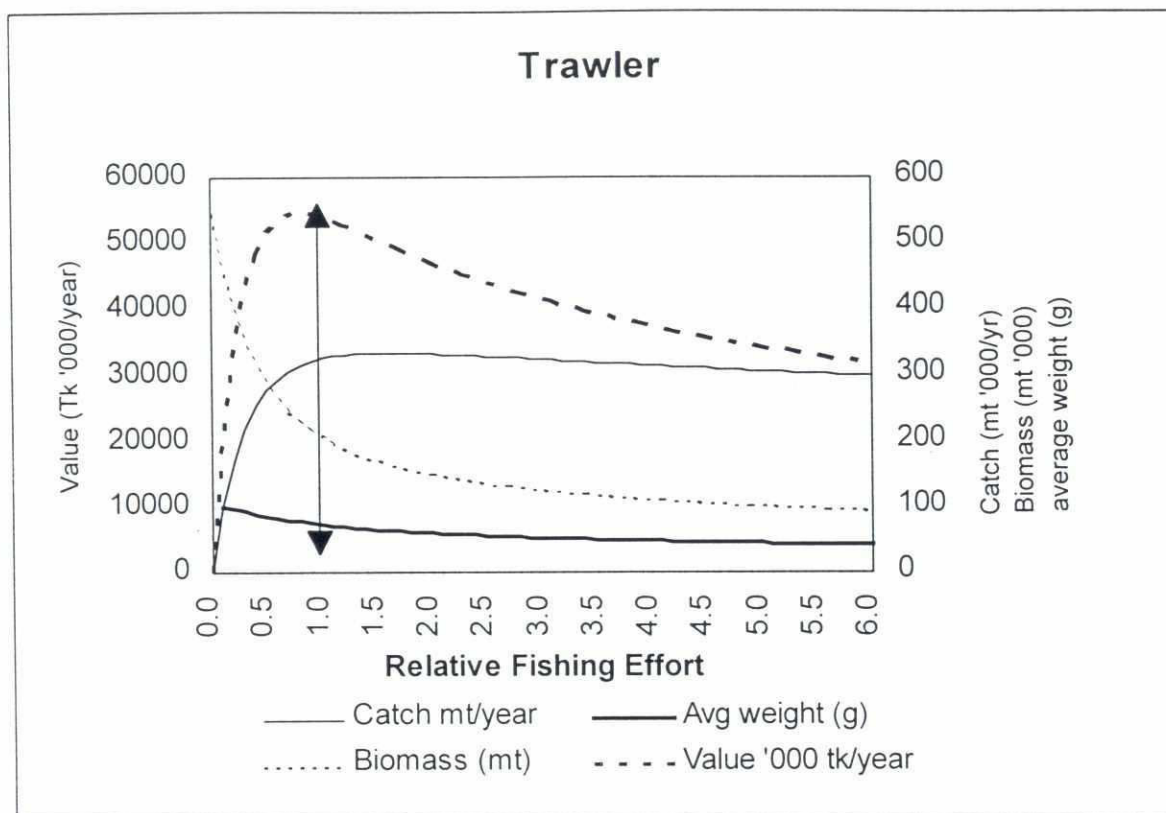 Trawler
Value (Tk '000/year)
60000
50000
40000
30000
20000
10000
0
600
500
400
300
200
100
0
Catch (mt '000/yr)
Biomass (mt '000)
average weight (g)
0.0
0.5
1.0
1.5
2.0
2.5
3.0
3.5
4.0
4.5
5.0
5.5
6.0
Relative Fishing Effort
Catch mt/year
Avg weight (g)
Biomass (mt)
Value '000 tk/year